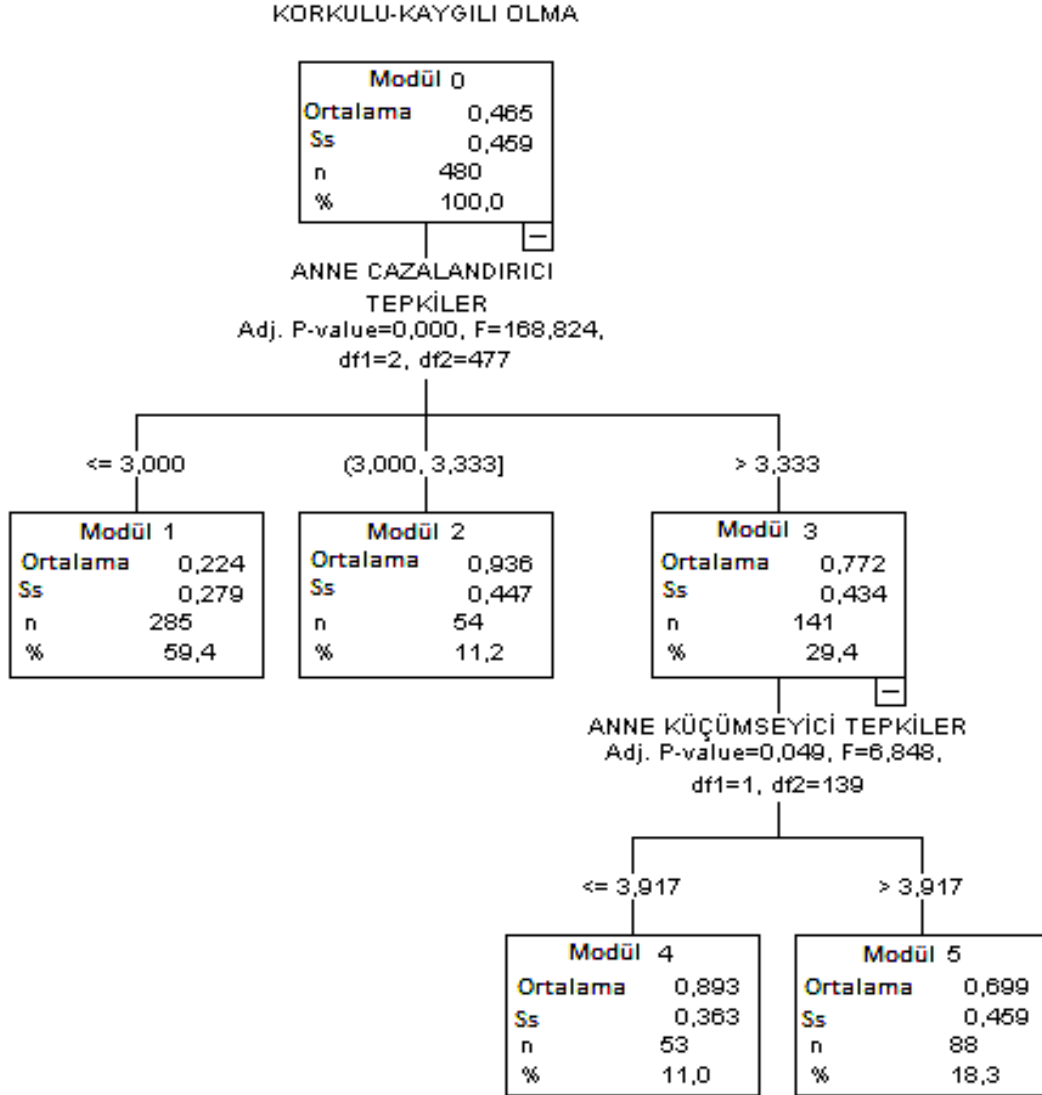 KORKULU-KAYGILI OLMA
Modül 0
Ortalama 0,465
Ss 0,459
n 480
% 100,0
ANNE CAZALANDIRICI
TEPKİLER
Adj. P-value=0,000, F=168,824,
df1=2, df2=477
<= 3,000
(3,000, 3,333]
> 3,333
Modül 1
Ortalama 0,224
Ss 0,279
n 285
% 59,4
Modül 2
Ortalama 0,936
Ss 0,447
n 54
% 11,2
Modül 3
Ortalama 0,772
Ss 0,434
n 141
% 29,4
ANNE KÜÇÜMSEYİCİ TEPKİLER
Adj. P-value=0,049, F=6,848,
df1=1, df2=139
<= 3,917
> 3,917
Modül 4
Ortalama 0,893
Ss 0,363
n 53
% 11,0
Modül 5
Ortalama 0,699
Ss 0,459
n 88
% 18,3